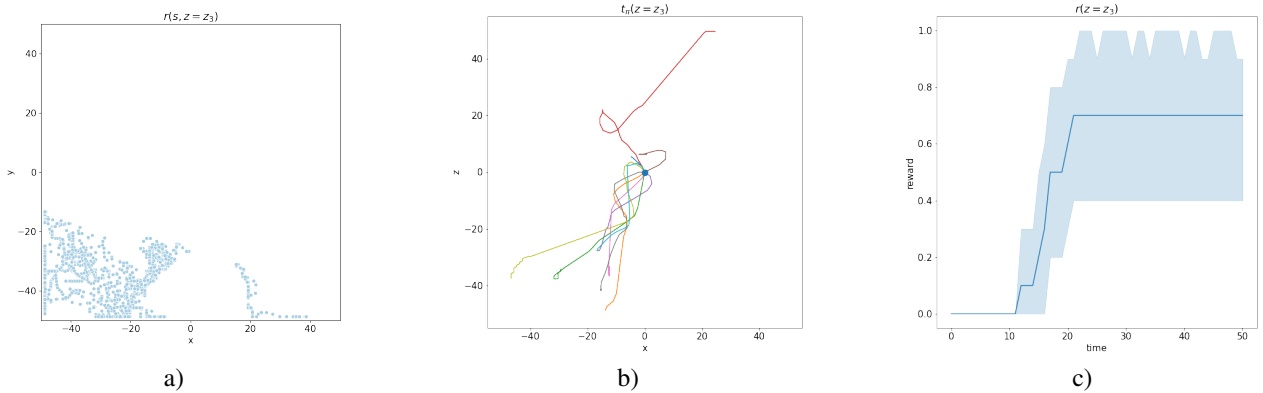 r(s, z = z₃)
y
40
20
0
−20
−40
−40 −20 0 20 40
x
a)
tπ(z = z₃)
z
40
20
0
−20
−40
−40 −20 0 20 40
x
b)
r(z = z₃)
reward
1.0
0.8
0.6
0.4
0.2
0.0
0 10 20 30 40 50
time
c)